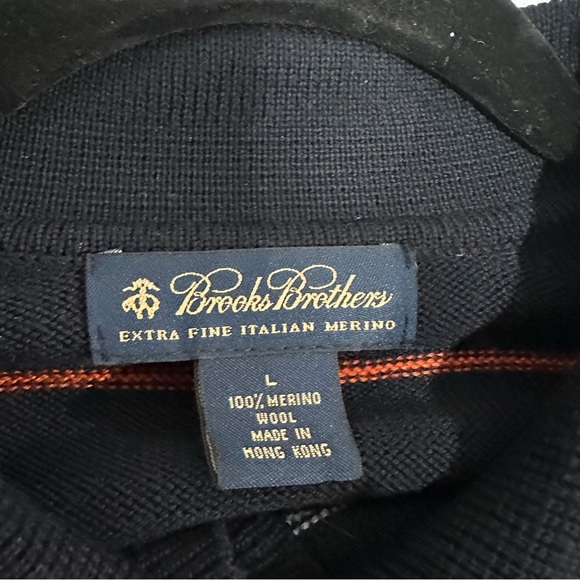 Brooks Brothers
EXTRA FINE ITALIAN MERINO
L
100% MERINO
WOOL
MADE IN
HONG KONG